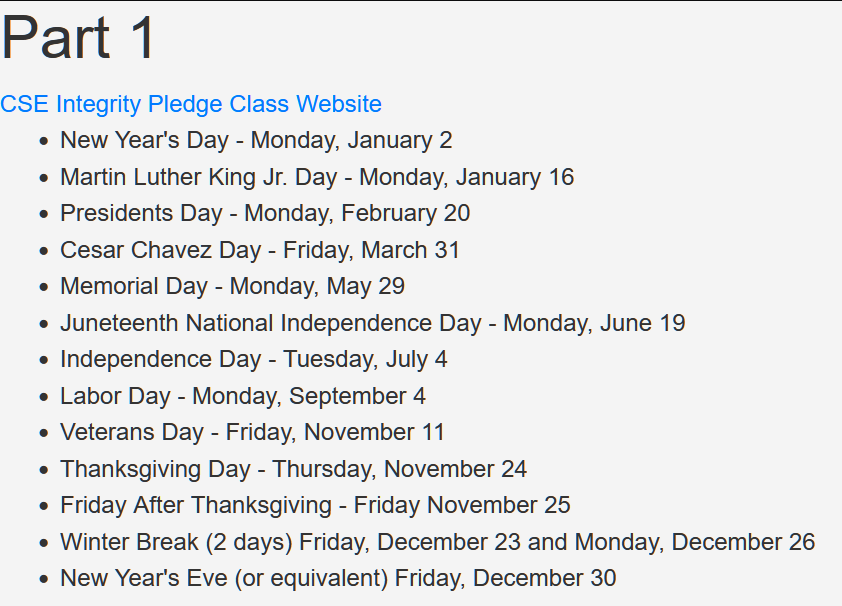 Part 1
CSE Integrity Pledge Class Website
• New Year's Day - Monday, January 2
• Martin Luther King Jr. Day - Monday, January 16
• Presidents Day - Monday, February 20
• Cesar Chavez Day - Friday, March 31
• Memorial Day - Monday, May 29
• Juneteenth National Independence Day - Monday, June 19
• Independence Day - Tuesday, July 4
• Labor Day - Monday, September 4
• Veterans Day - Friday, November 11
• Thanksgiving Day - Thursday, November 24
• Friday After Thanksgiving - Friday November 25
• Winter Break (2 days) Friday, December 23 and Monday, December 26
• New Year's Eve (or equivalent) Friday, December 30